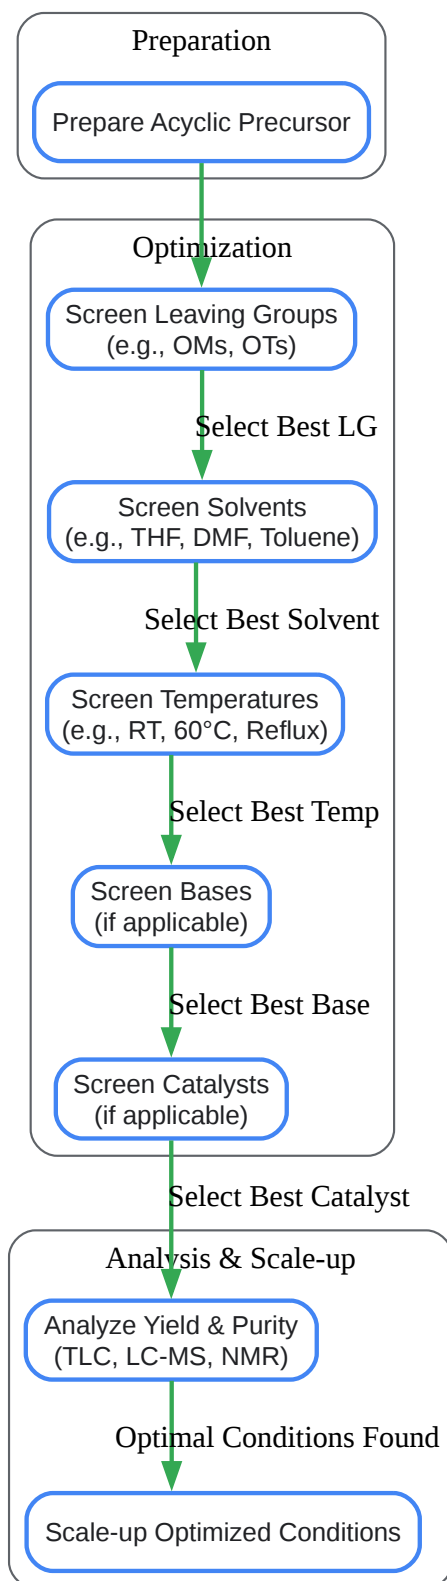 Preparation
Prepare Acyclic Precursor
Optimization
Screen Leaving Groups
(e.g., OMs, OTs)
Select Best LG
Screen Solvents
(e.g., THF, DMF, Toluene)
Select Best Solvent
Screen Temperatures
(e.g., RT, 60°C, Reflux)
Select Best Temp
Screen Bases
(if applicable)
Select Best Base
Screen Catalysts
(if applicable)
Select Best Catalyst
Analysis & Scale-up
Analyze Yield & Purity
(TLC, LC-MS, NMR)
Optimal Conditions Found
Scale-up Optimized Conditions